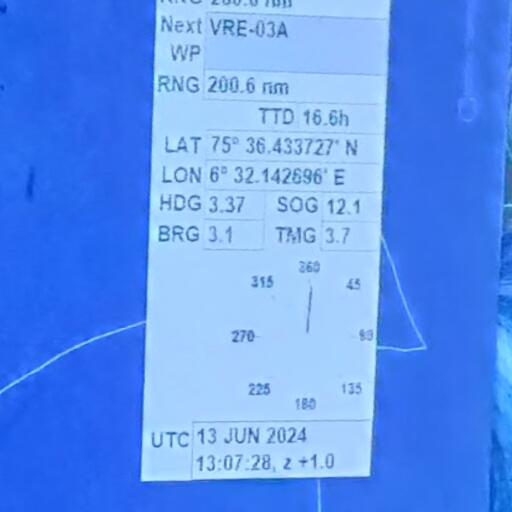 Next VRE-03A
WP
RNG 200.6 nm
TTD 16.6h
LAT 75° 36.433727' N
LON 6° 32.142696' E
HDG 3.37 SOG 12.1
BRG 3.1 TMG 3.7
360
315 45
270
225 135
180
UTC 13 JUN 2024
13:07:28, z +1.0